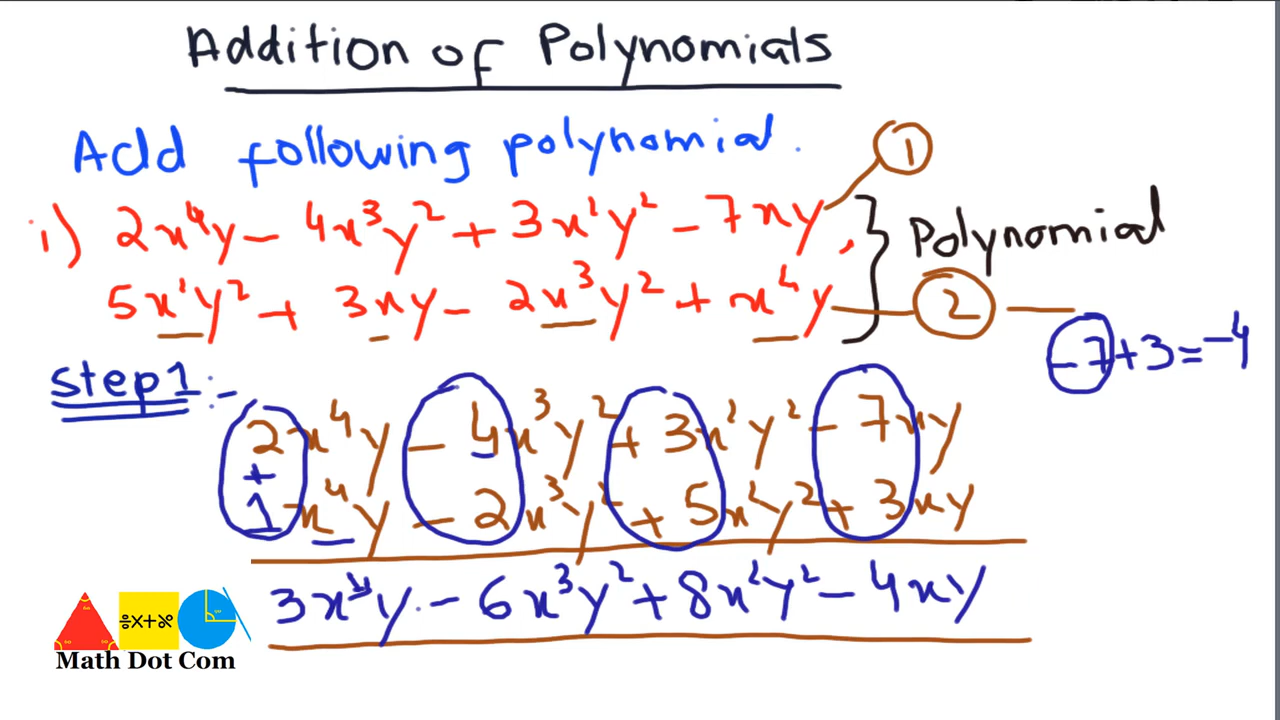 Addition of Polynomials
Add following polynomial.
①
i) 2x⁴y - 4x³y² + 3x²y² - 7xy,
Polynomial
5x²y² + 3xy - 2x³y² + x⁴y
②
-7+3=-4
Step1:-
2x⁴y - 4x³y² + 3x²y² - 7xy
+
1x⁴y - 2x³y² + 5x²y² + 3xy
3x⁴y - 6x³y² + 8x²y² - 4xy
÷x+%
Math Dot Com